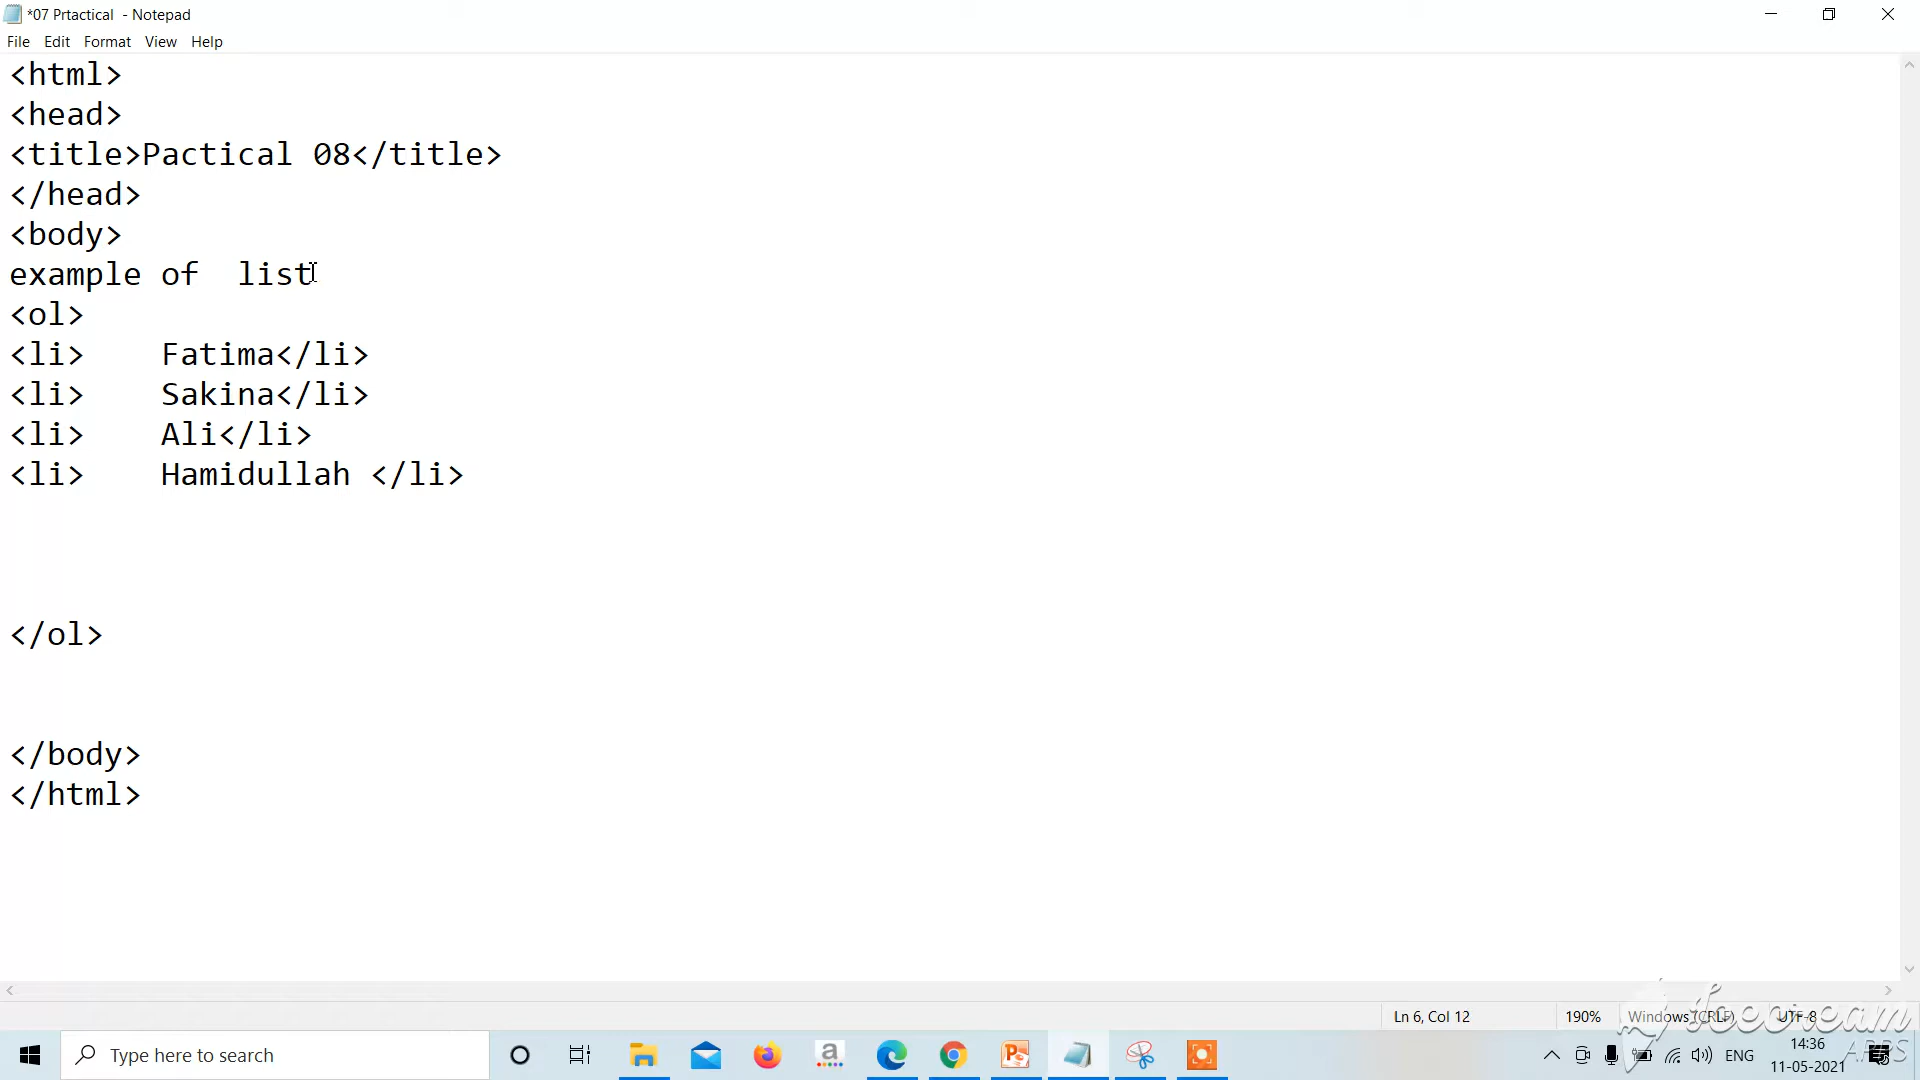 *07 Prtactical - Notepad
File Edit Format View Help
<html>
<head>
<title>Pactical 08</title>
</head>
<body>
example of  list
<ol>
<li>    Fatima</li>
<li>    Sakina</li>
<li>    Ali</li>
<li>    Hamidullah </li>
</ol>
</body>
</html>
Ln 6, Col 12 190% Windows (CRLF) UTF-8
Icecream
APPS
Type here to search
a
ENG
14:36
11-05-2021